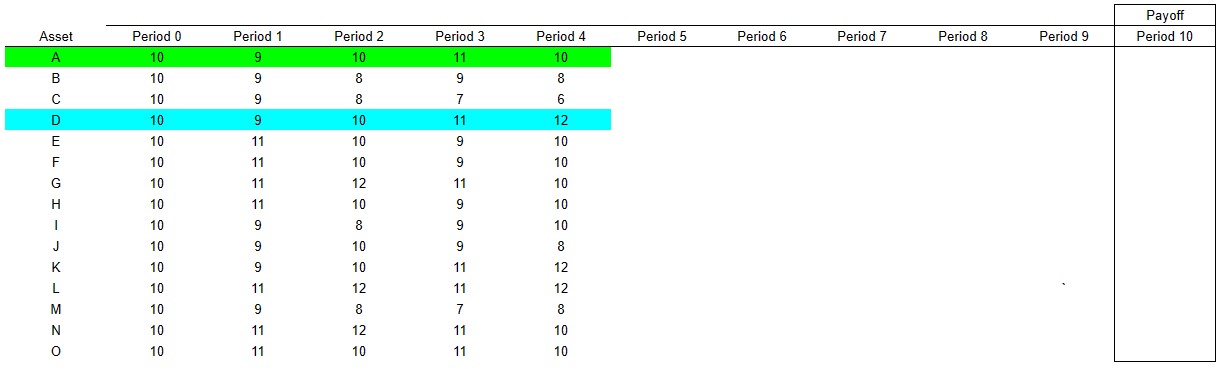 Payoff
Asset Period 0 Period 1 Period 2 Period 3 Period 4 Period 5 Period 6 Period 7 Period 8 Period 9 Period 10
A 10 9 10 11 10
B 10 9 8 9 8
C 10 9 8 7 6
D 10 9 10 11 12
E 10 11 10 9 10
F 10 11 10 9 10
G 10 11 12 11 10
H 10 11 10 9 10
I 10 9 8 9 10
J 10 9 10 9 8
K 10 9 10 11 12
L 10 11 12 11 12
M 10 9 8 7 8
N 10 11 12 11 10
O 10 11 10 11 10